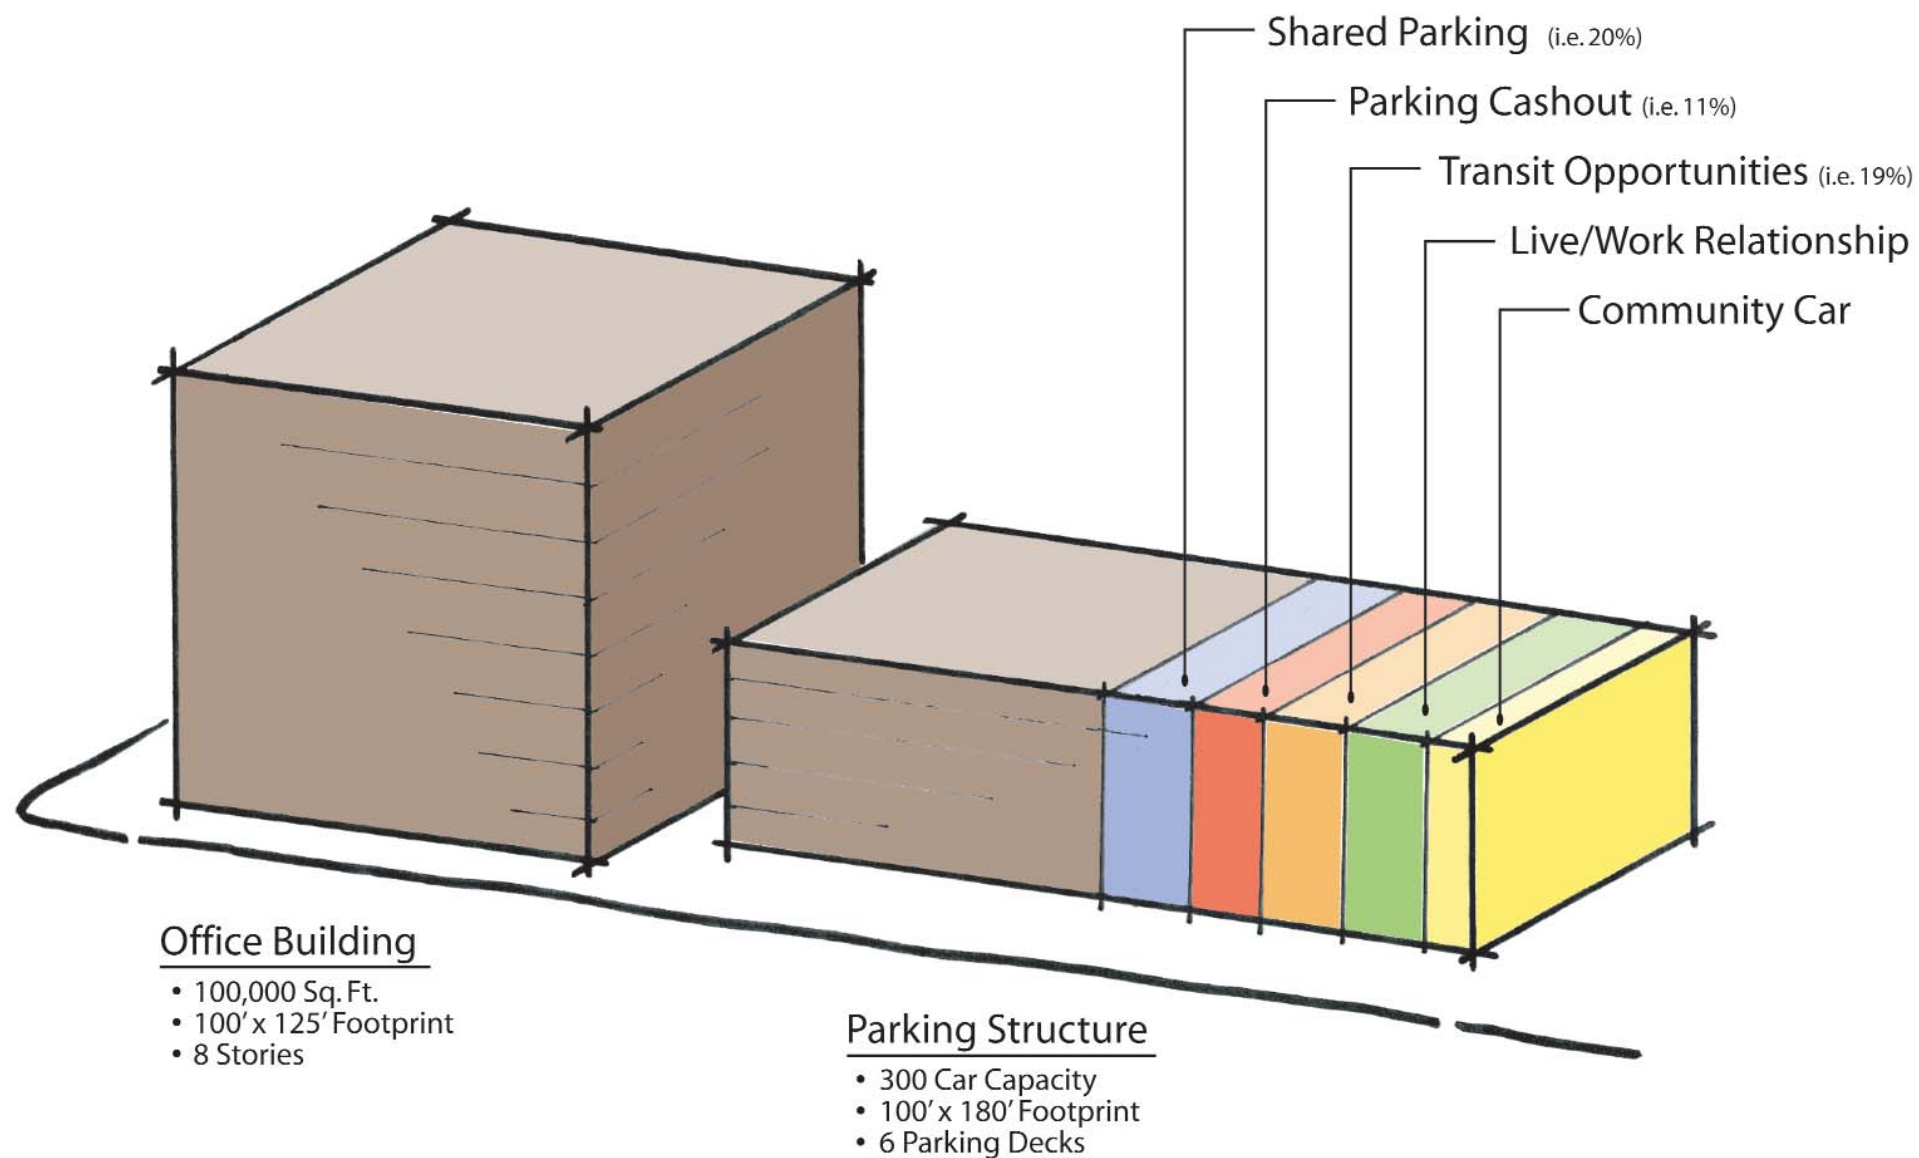 Shared Parking (i.e. 20%)
Parking Cashout (i.e. 11%)
Transit Opportunities (i.e. 19%)
Live/Work Relationship
Community Car
Office Building
• 100,000 Sq. Ft.
• 100' x 125' Footprint
• 8 Stories
Parking Structure
• 300 Car Capacity
• 100' x 180' Footprint
• 6 Parking Decks